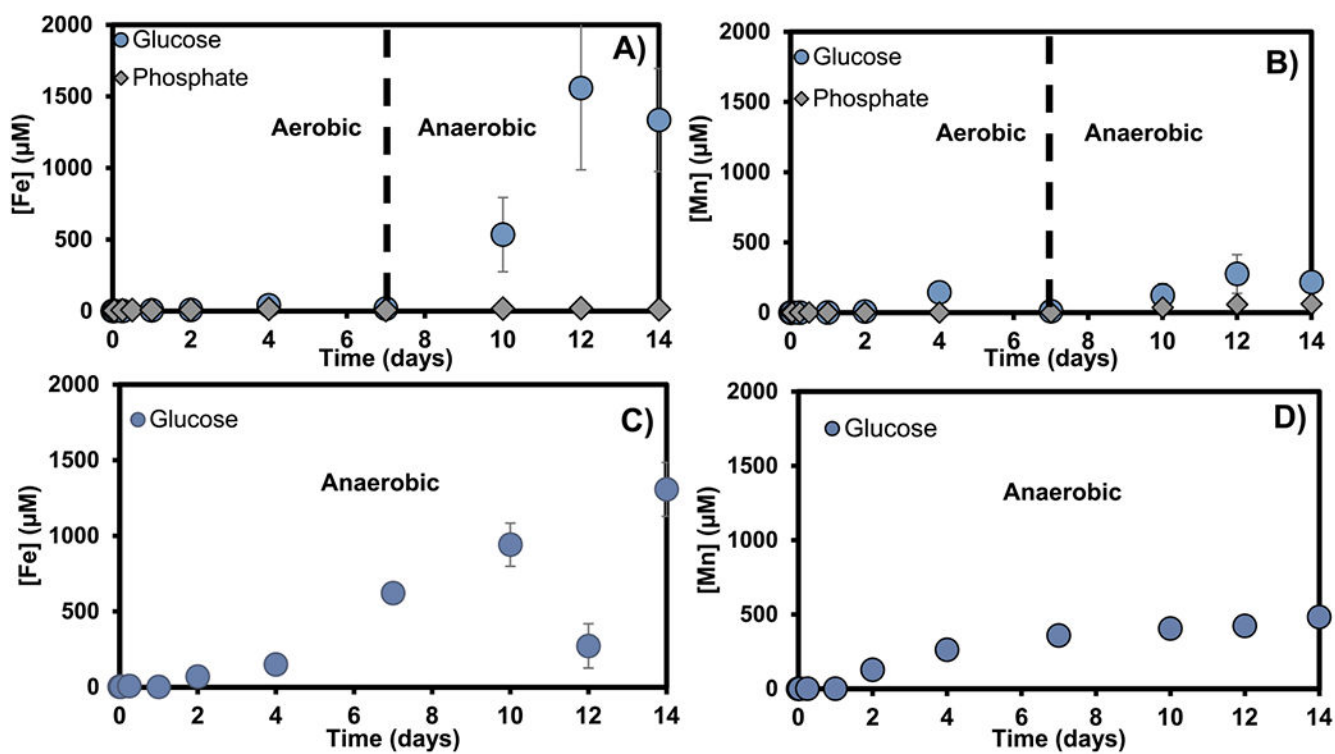 2000
1500
1000
500
0
[Fe] (µM)
Glucose
Phosphate
A)
Aerobic
Anaerobic
0 2 4 6 8 10 12 14
Time (days)
2000
1500
1000
500
0
[Mn] (µM)
Glucose
Phosphate
B)
Aerobic
Anaerobic
0 2 4 6 8 10 12 14
Time (days)
2000
1500
1000
500
0
[Fe] (µM)
Glucose
C)
Anaerobic
0 2 4 6 8 10 12 14
Time (days)
2000
1500
1000
500
0
[Mn] (µM)
Glucose
D)
Anaerobic
0 2 4 6 8 10 12 14
Time (days)